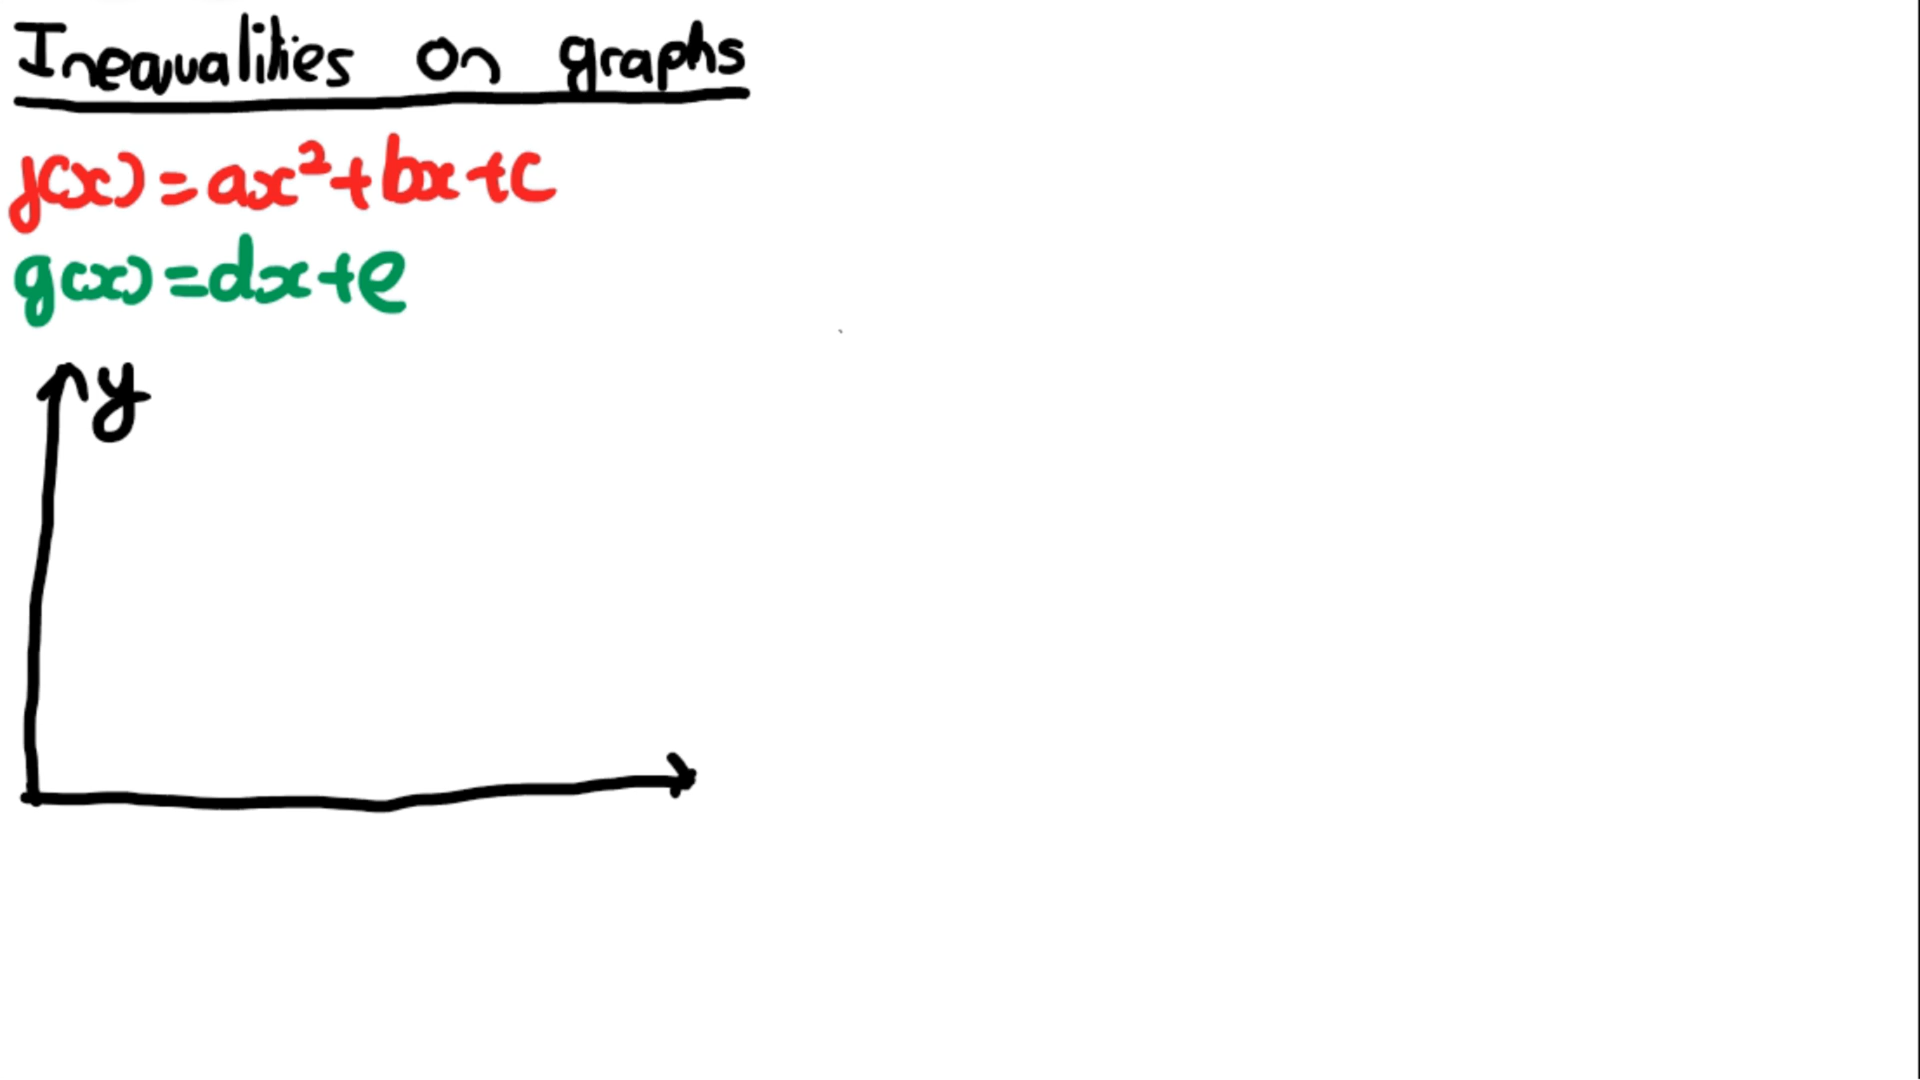 Inequalities on graphs
f(x)=ax²+bx+c
g(x)=dx+e
y